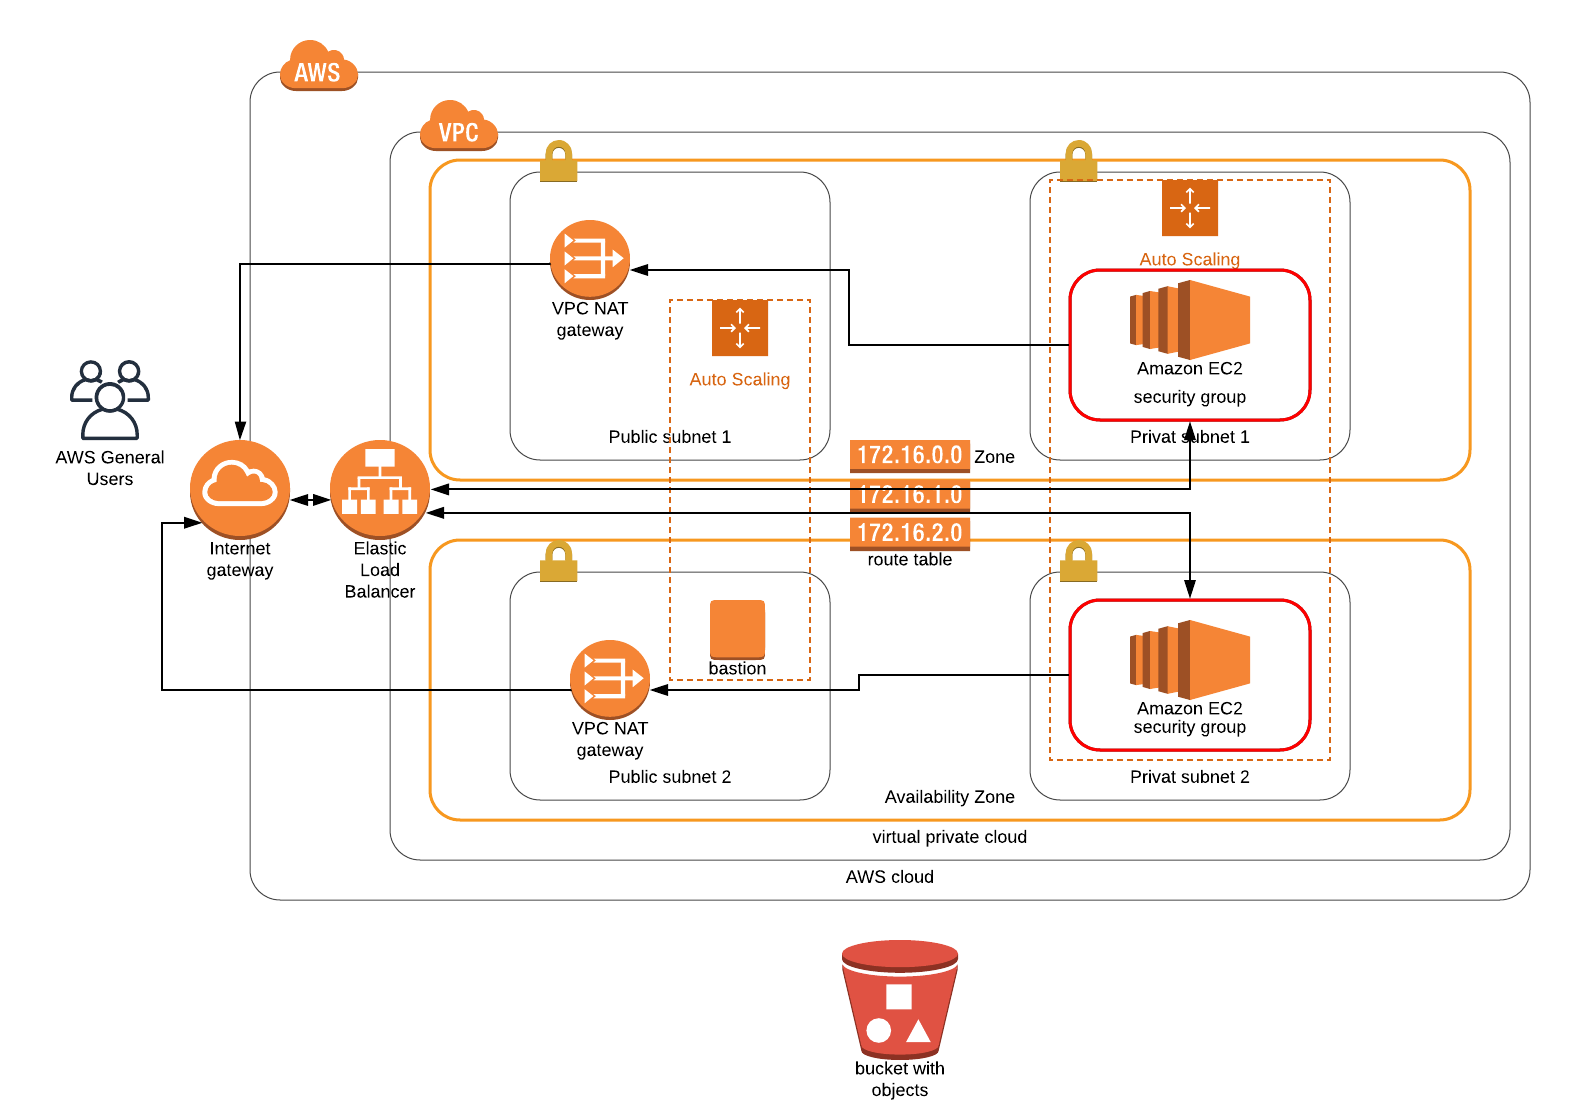 AWS
VPC
Auto Scaling
VPC NAT
gateway
Amazon EC2
security group
Auto Scaling
Public subnet 1
Privat subnet 1
172.16.0.0
Zone
172.16.1.0
172.16.2.0
route table
AWS General
Users
Internet
gateway
Elastic
Load
Balancer
bastion
VPC NAT
gateway
Amazon EC2
security group
Public subnet 2
Privat subnet 2
Availability Zone
virtual private cloud
AWS cloud
bucket with
objects